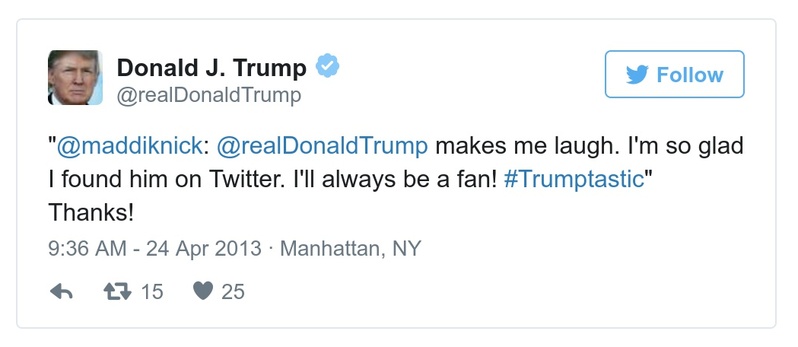 Donald J. Trump
@realDonaldTrump
Follow
"@maddiknick: @realDonaldTrump makes me laugh. I'm so glad
I found him on Twitter. I'll always be a fan! #Trumptastic"
Thanks!
9:36 AM - 24 Apr 2013 · Manhattan, NY
15 25